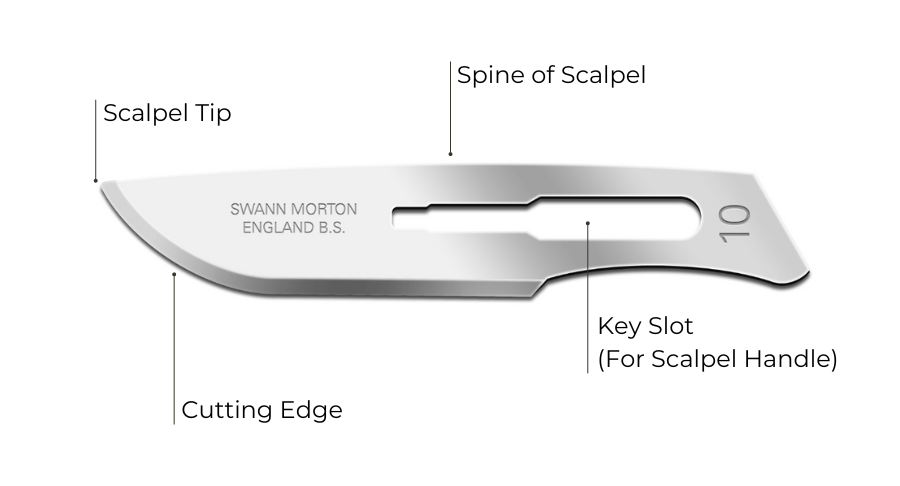 Spine of Scalpel
Scalpel Tip
SWANN MORTON
ENGLAND B.S.
10
Key Slot
(For Scalpel Handle)
Cutting Edge